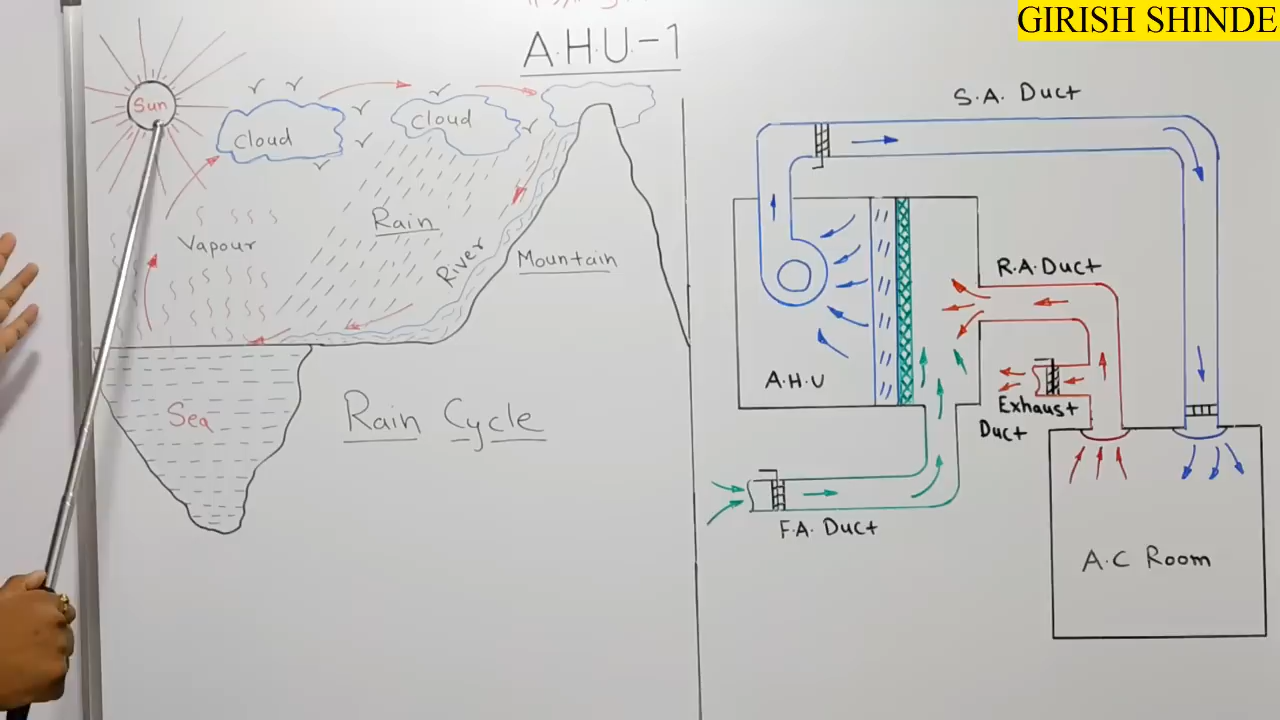 GIRISH SHINDE
A.H.U-1
Sun
Cloud
Cloud
Vapour
Rain
River
Mountain
Sea
Rain Cycle
S.A. Duct
R.A.Duct
A.H.U
Exhaust
Duct
F.A. Duct
A.C Room